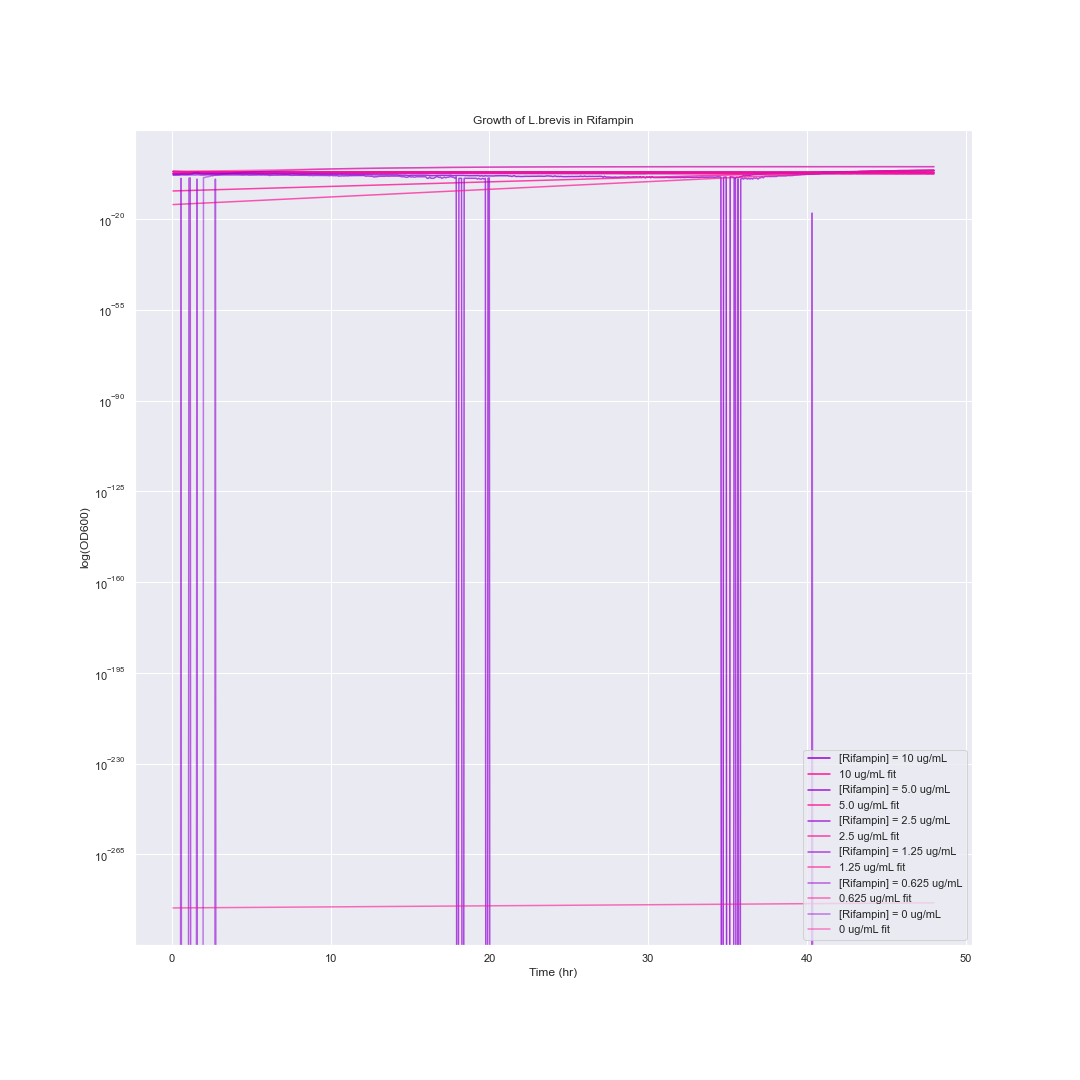 Growth of L.brevis in Rifampin
log(OD600)
10⁻²⁰
10⁻⁵⁵
10⁻⁹⁰
10⁻¹²⁵
10⁻¹⁶⁰
10⁻¹⁹⁵
10⁻²³⁰
10⁻²⁶⁵
[Rifampin] = 10 ug/mL
10 ug/mL fit
[Rifampin] = 5.0 ug/mL
5.0 ug/mL fit
[Rifampin] = 2.5 ug/mL
2.5 ug/mL fit
[Rifampin] = 1.25 ug/mL
1.25 ug/mL fit
[Rifampin] = 0.625 ug/mL
0.625 ug/mL fit
[Rifampin] = 0 ug/mL
0 ug/mL fit
0 10 20 30 40 50
Time (hr)